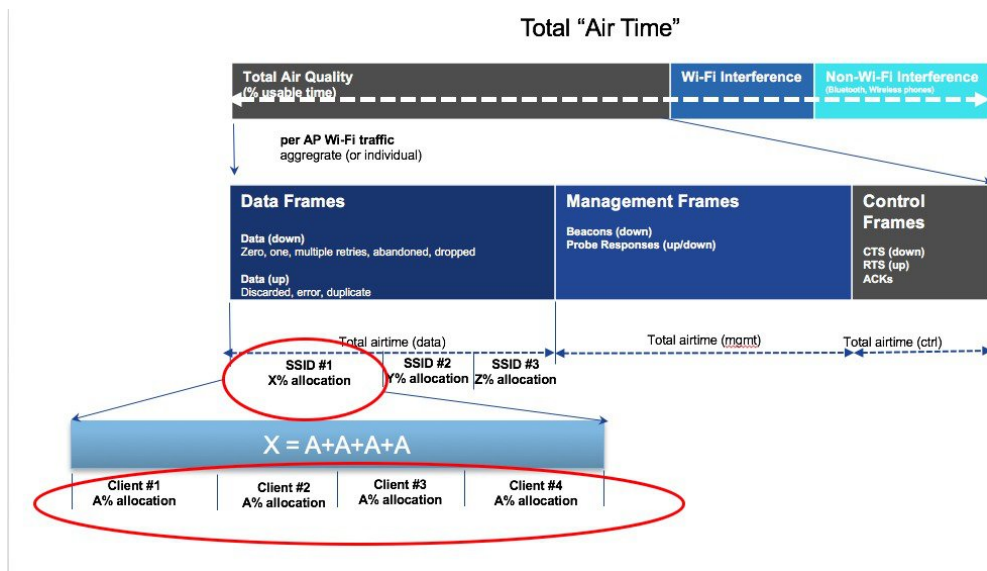 Total “Air Time”
Total Air Quality
(% usable time)
Wi-Fi Interference
Non-Wi-Fi Interference
(Bluetooth, Wireless phones)
per AP Wi-Fi traffic
aggregrate (or individual)
Data Frames
Data (down)
Zero, one, multiple retries, abandoned, dropped
Data (up)
Discarded, error, duplicate
Management Frames
Beacons (down)
Probe Responses (up/down)
Control
Frames
CTS (down)
RTS (up)
ACKs
Total airtime (data)
Total airtime (mgmt)
Total airtime (ctrl)
SSID #1
X% allocation
SSID #2
Y% allocation
SSID #3
Z% allocation
X = A+A+A+A
Client #1
A% allocation
Client #2
A% allocation
Client #3
A% allocation
Client #4
A% allocation